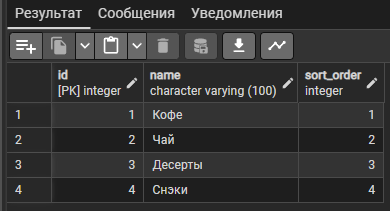 Результат Сообщения Уведомления
id name sort_order
[PK] integer character varying (100) integer
1 1 Кофе 1
2 2 Чай 2
3 3 Десерты 3
4 4 Снэки 4